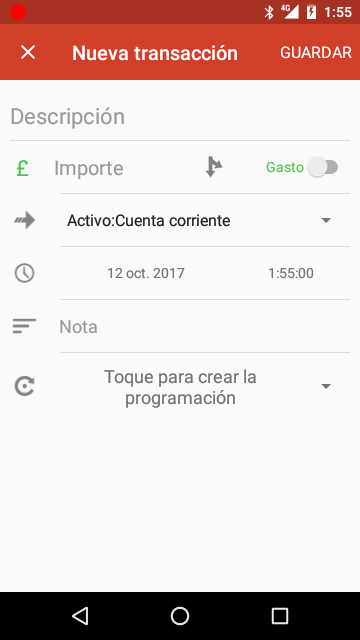 4G 1:55
Nueva transacción GUARDAR
Descripción
£ Importe Gasto
Activo:Cuenta corriente
12 oct. 2017 1:55:00
Nota
Toque para crear la
programación